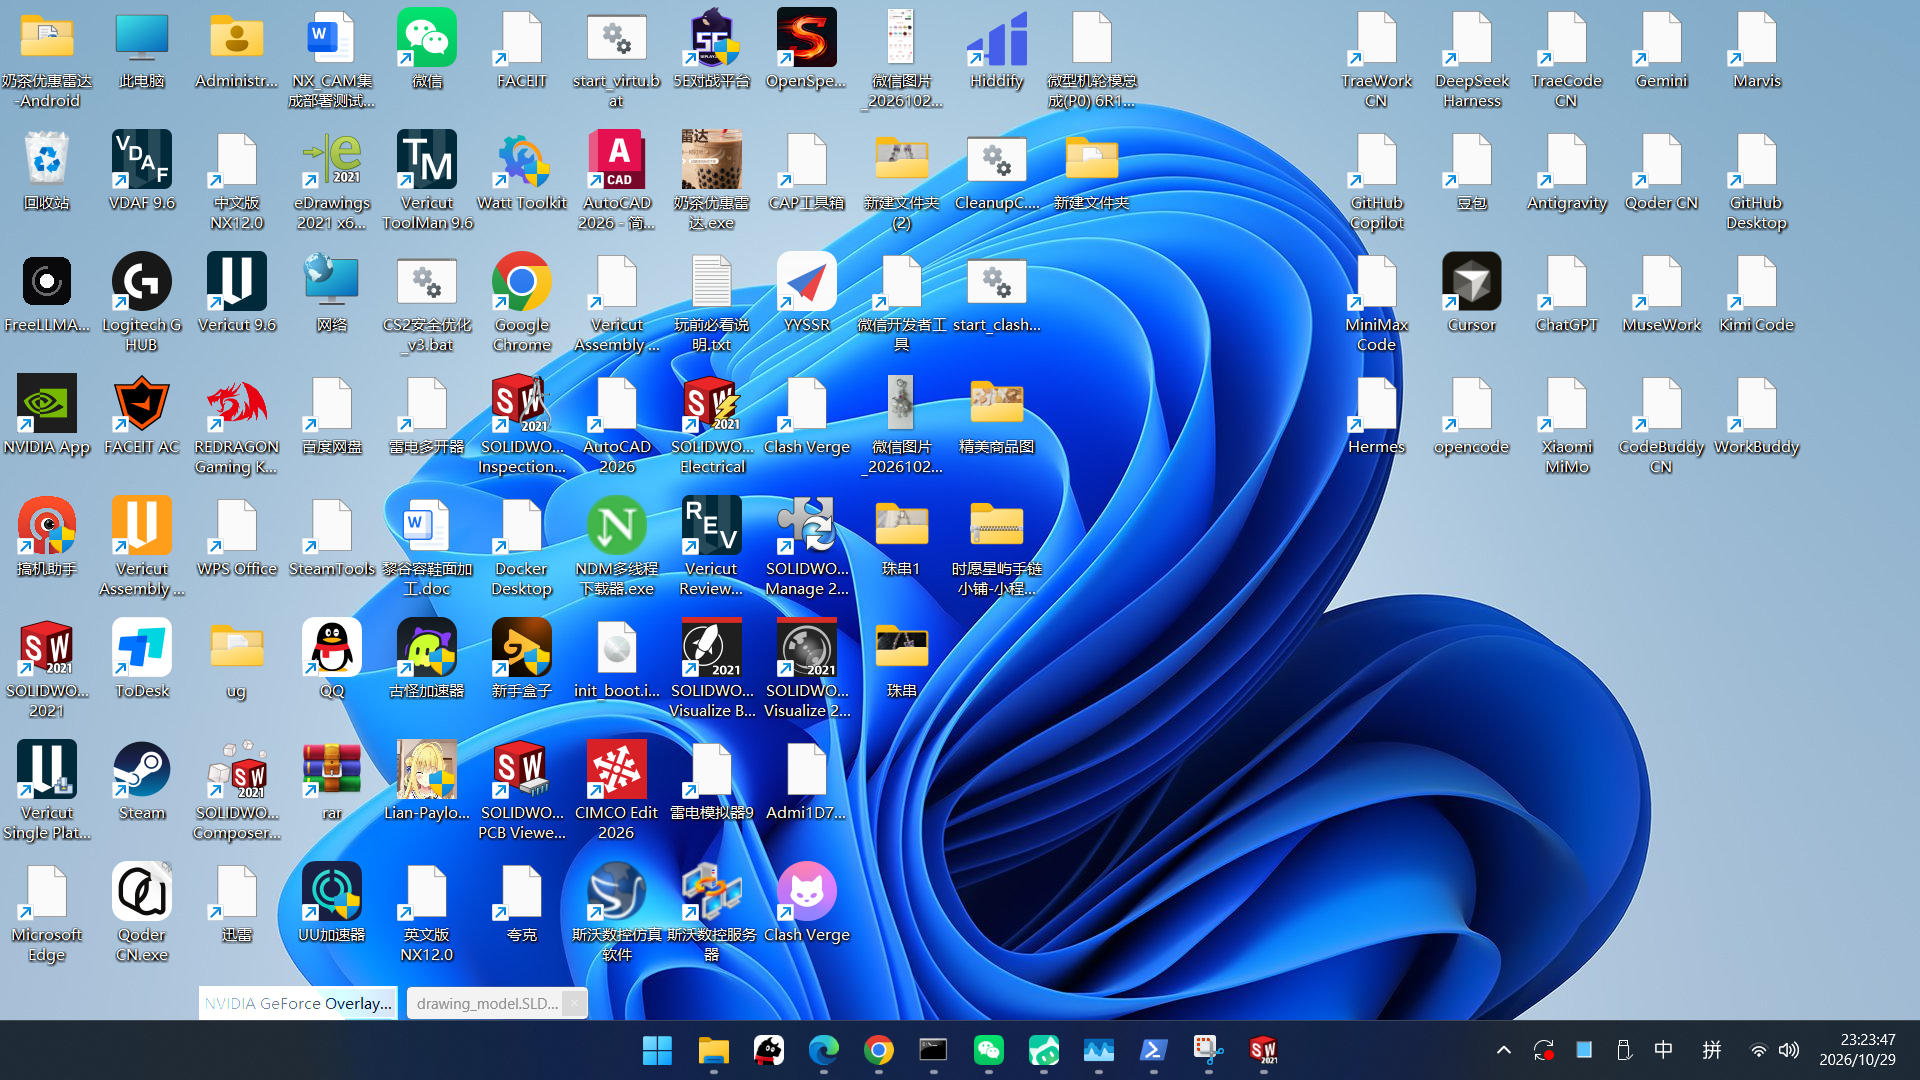 奶茶优惠雷达
-Android
此电脑
Administr...
NX_CAM集
成部署测试...
微信
FACEIT
start_virtu.b
at
5E对战平台
OpenSpe...
微信图片
_2026102...
Hiddify
微型机轮模总
成(P0) 6R1...
TraeWork
CN
DeepSeek
Harness
TraeCode
CN
Gemini
Marvis
回收站
VDAF 9.6
中文版
NX12.0
eDrawings
2021 x6...
Vericut
ToolMan 9.6
Watt Toolkit
AutoCAD
2026 - 简...
奶茶优惠雷
达.exe
CAP工具箱
新建文件夹
(2)
CleanupC....
新建文件夹
GitHub
Copilot
豆包
Antigravity
Qoder CN
GitHub
Desktop
FreeLLMA...
Logitech G
HUB
Vericut 9.6
网络
CS2安全优化
_v3.bat
Google
Chrome
Vericut
Assembly ...
玩前必看说
明.txt
YYSSR
微信开发者工
具
start_clash...
MiniMax
Code
Cursor
ChatGPT
MuseWork
Kimi Code
NVIDIA App
FACEIT AC
REDRAGON
Gaming K...
百度网盘
雷电多开器
SOLIDWO...
Inspection...
AutoCAD
2026
SOLIDWO...
Electrical
Clash Verge
微信图片
_2026102...
精美商品图
Hermes
opencode
Xiaomi
MiMo
CodeBuddy
CN
WorkBuddy
搞机助手
Vericut
Assembly ...
WPS Office
SteamTools
黎谷容鞋面加
工.doc
Docker
Desktop
NDM多线程
下载器.exe
Vericut
Review...
SOLIDWO...
Manage 2...
珠串1
时愿星屿手链
小铺-小程...
SOLIDWO...
2021
ToDesk
ug
QQ
古怪加速器
新手盒子
init_boot.i...
SOLIDWO...
Visualize B...
SOLIDWO...
Visualize 2...
珠串
Vericut
Single Plat...
Steam
SOLIDWO...
Composer...
rar
Lian-Paylo...
SOLIDWO...
PCB Viewe...
CIMCO Edit
2026
雷电模拟器9
Admi1D7...
Microsoft
Edge
Qoder
CN.exe
迅雷
UU加速器
英文版
NX12.0
夸克
斯沃数控仿真
软件
斯沃数控服务
器
Clash Verge
NVIDIA GeForce Overlay...
drawing_model.SLD...
中
拼
23:23:47
2026/10/29